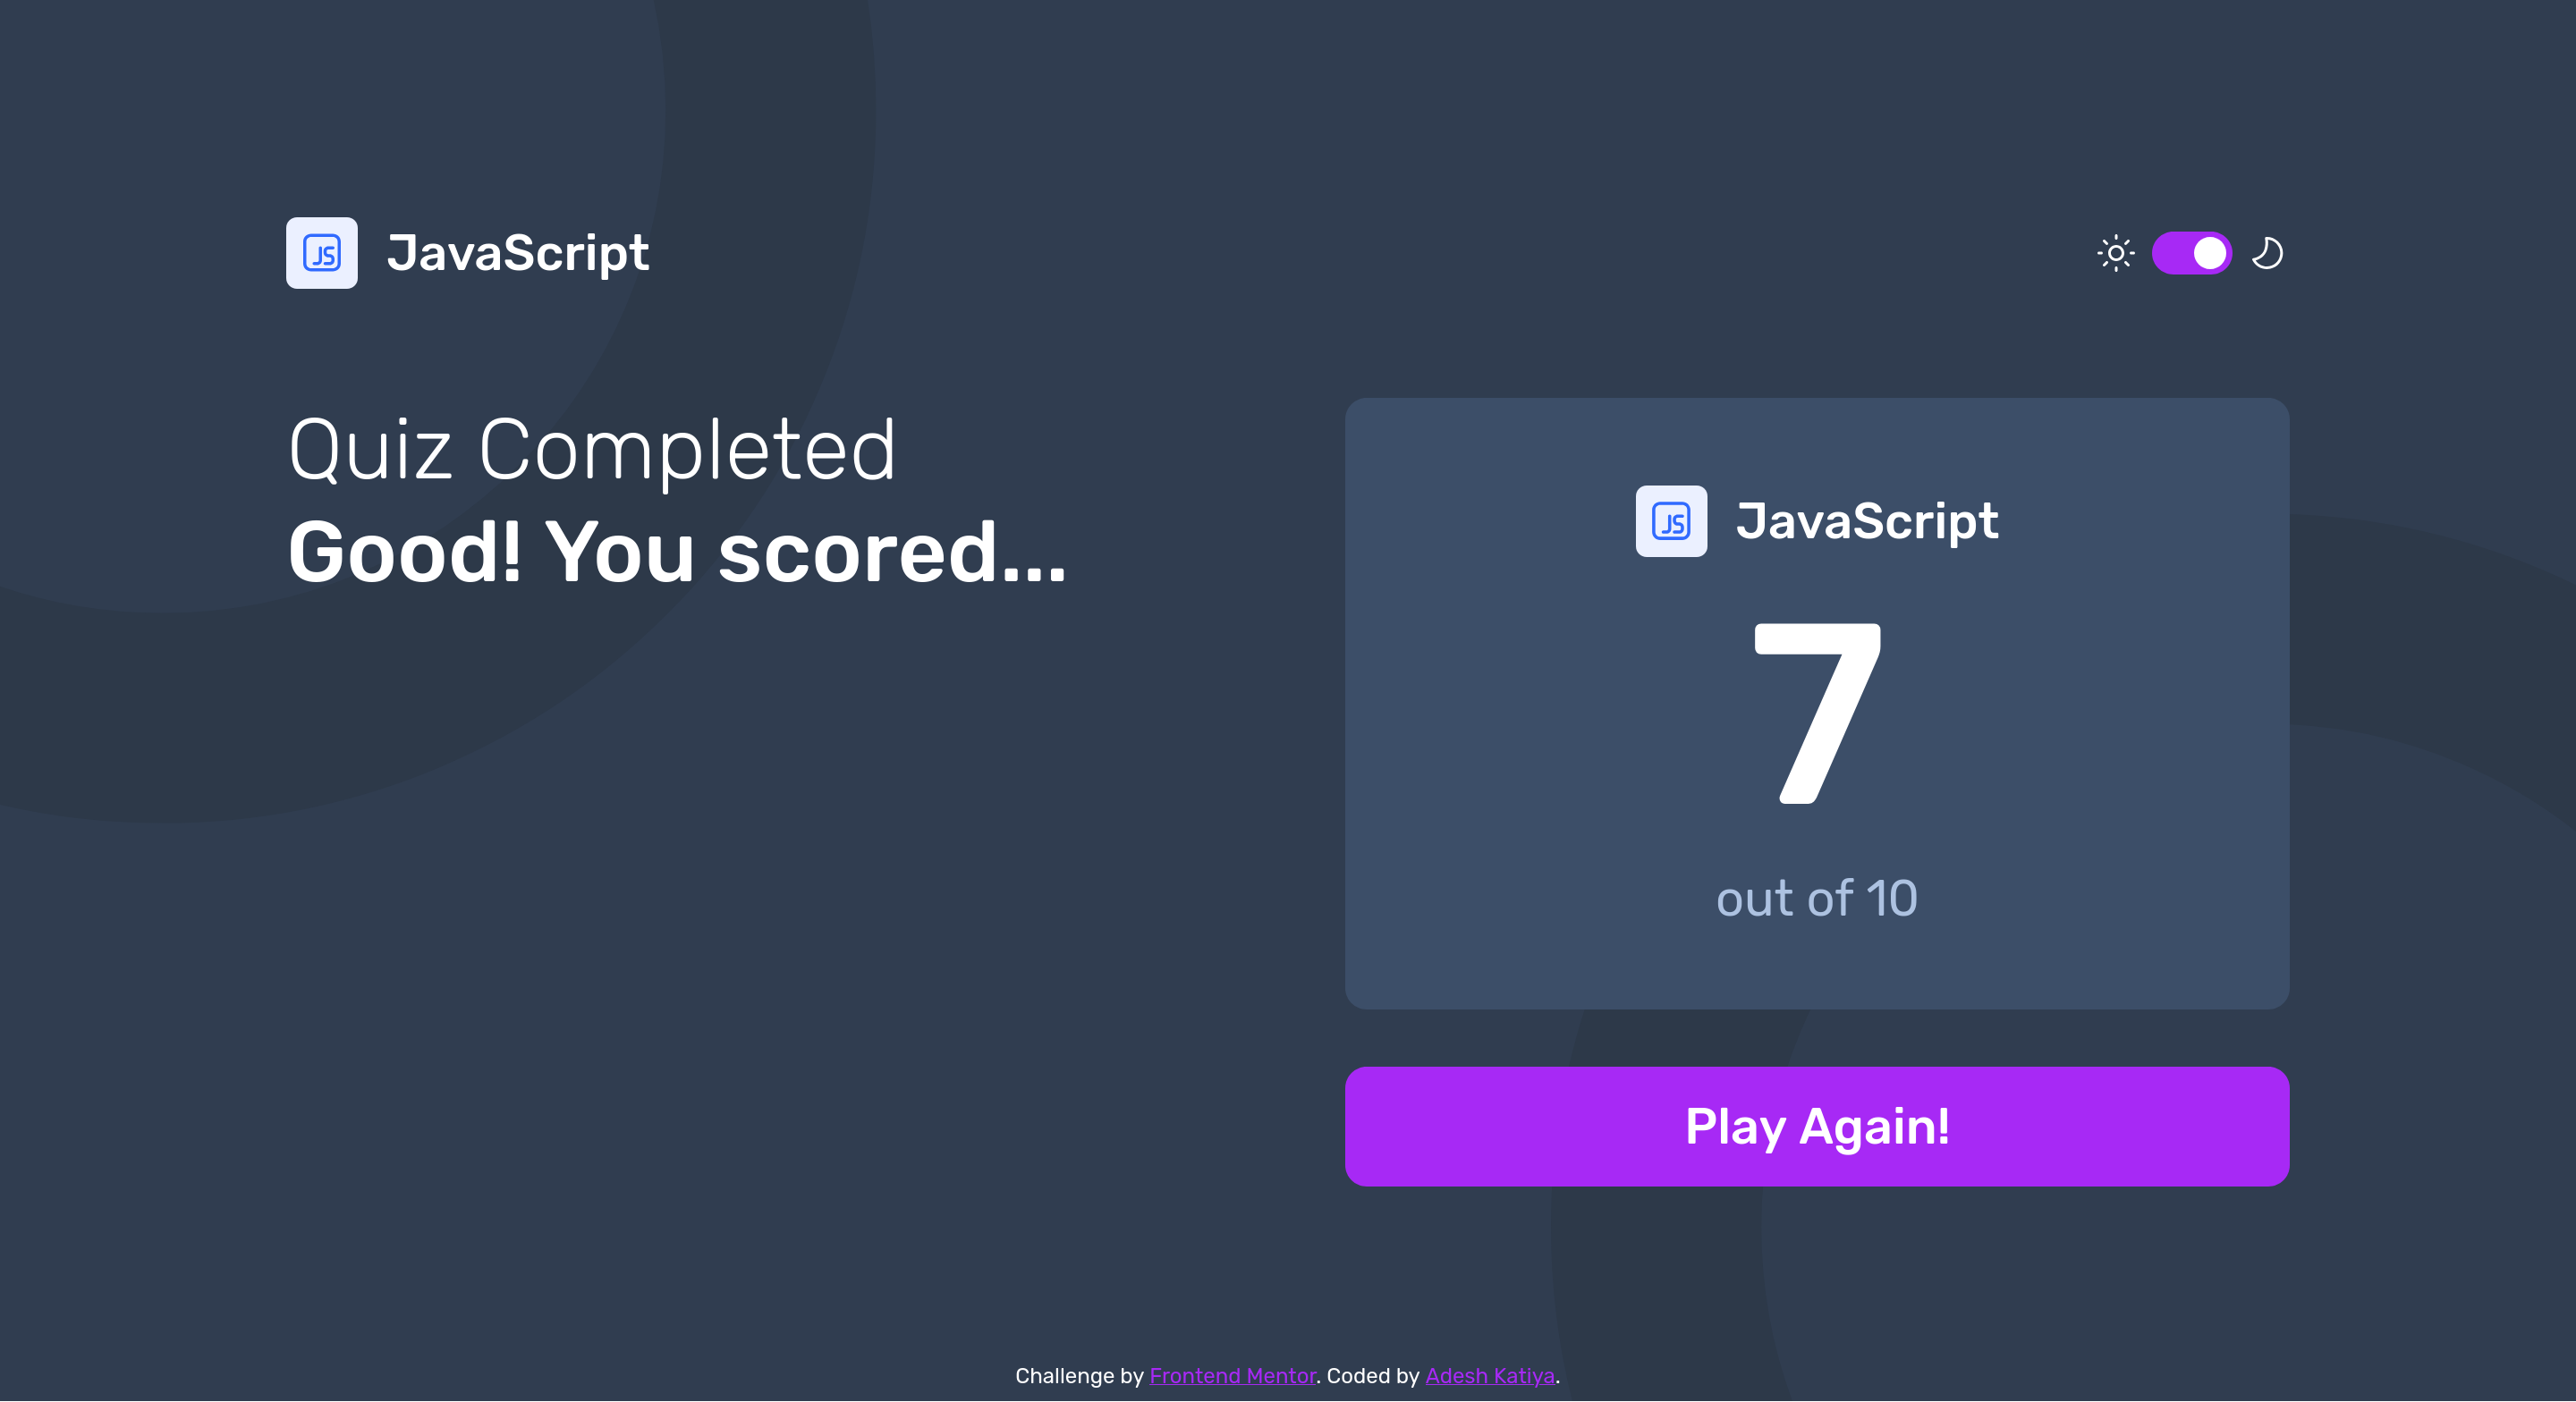 JS JavaScript
Quiz Completed
Good! You scored...
JS JavaScript
7
out of 10
Play Again!
Challenge by Frontend Mentor. Coded by Adesh Katiya.